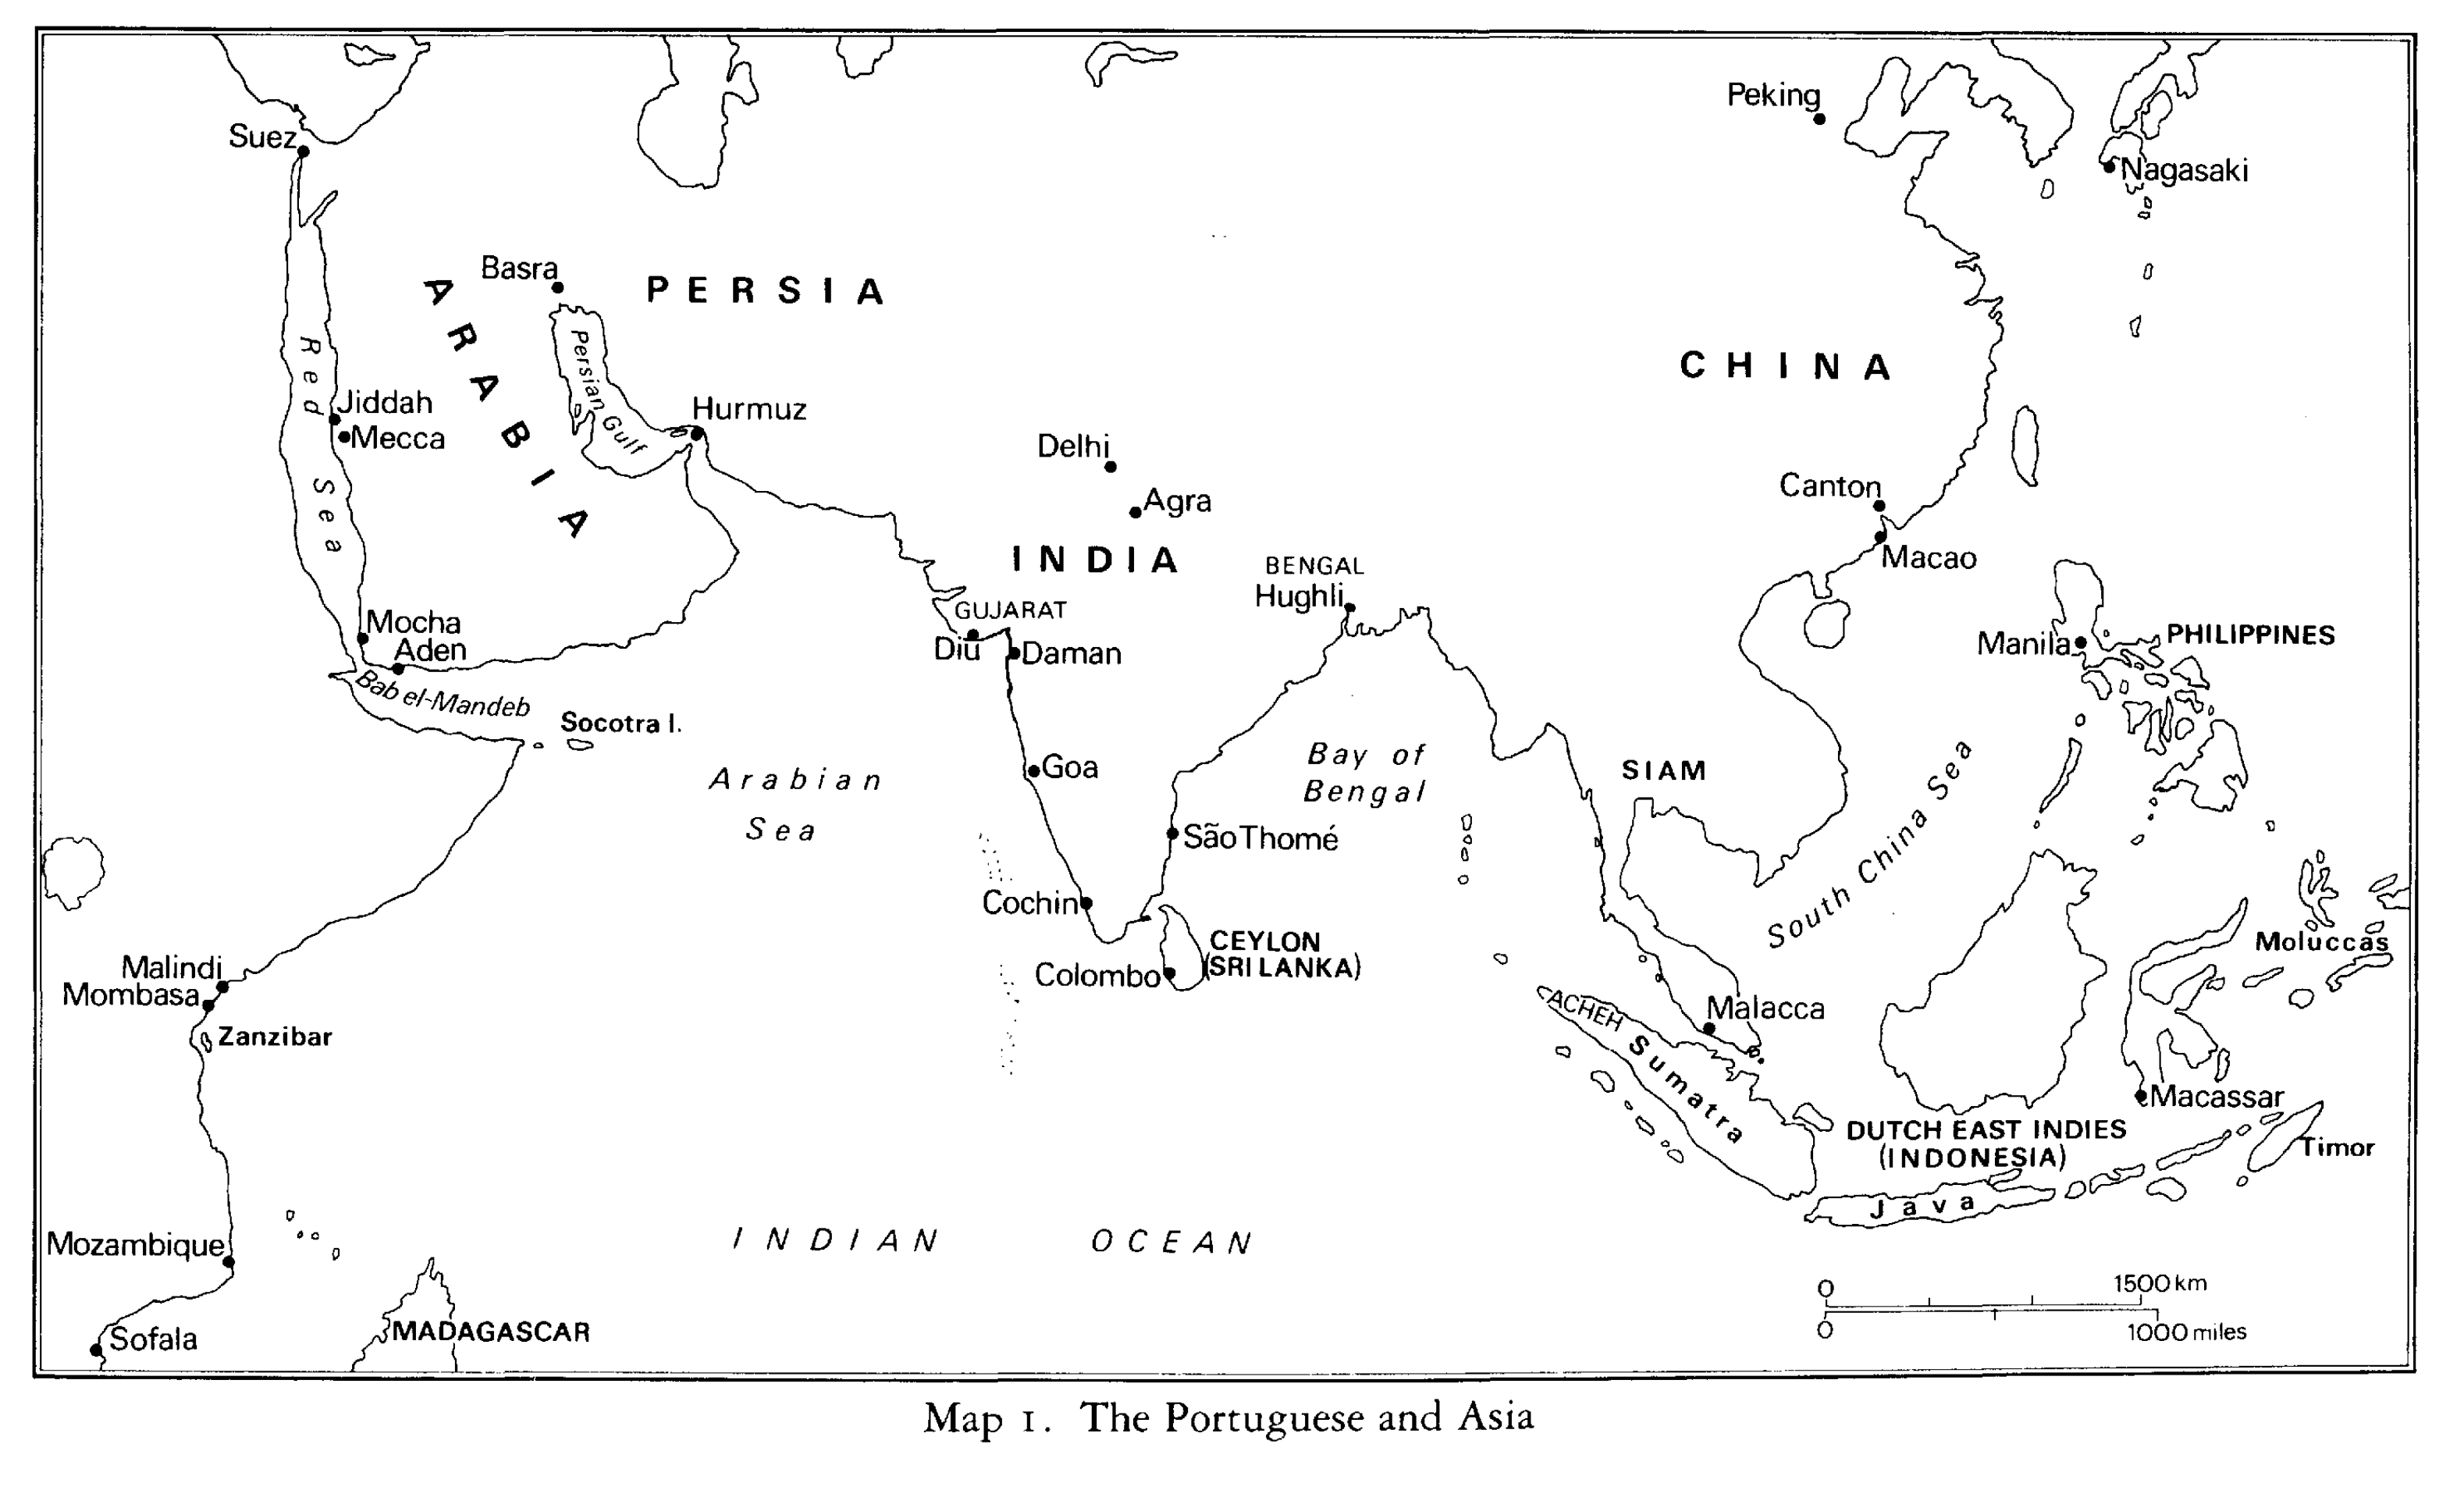 Peking
Suez
Nagasaki
Basra
PERSIA
ARABIA
Persian Gulf
Red Sea
CHINA
Jiddah
Mecca
Hurmuz
Delhi
Agra
Canton
Macao
INDIA
BENGAL
Hughli
GUJARAT
Diu
Daman
Mocha
Aden
Bab el-Mandeb
Socotra I.
Manila
PHILIPPINES
Arabian
Sea
Goa
Bay of
Bengal
SIAM
South China Sea
São Thomé
Cochin
CEYLON
(SRI LANKA)
Colombo
Moluccas
Malindi
Mombasa
Zanzibar
ACHEH
Sumatra
Malacca
Macassar
DUTCH EAST INDIES
(INDONESIA)
Timor
Java
Mozambique
INDIAN OCEAN
Sofala
MADAGASCAR
0 1500 km
0 1000 miles
Map 1. The Portuguese and Asia